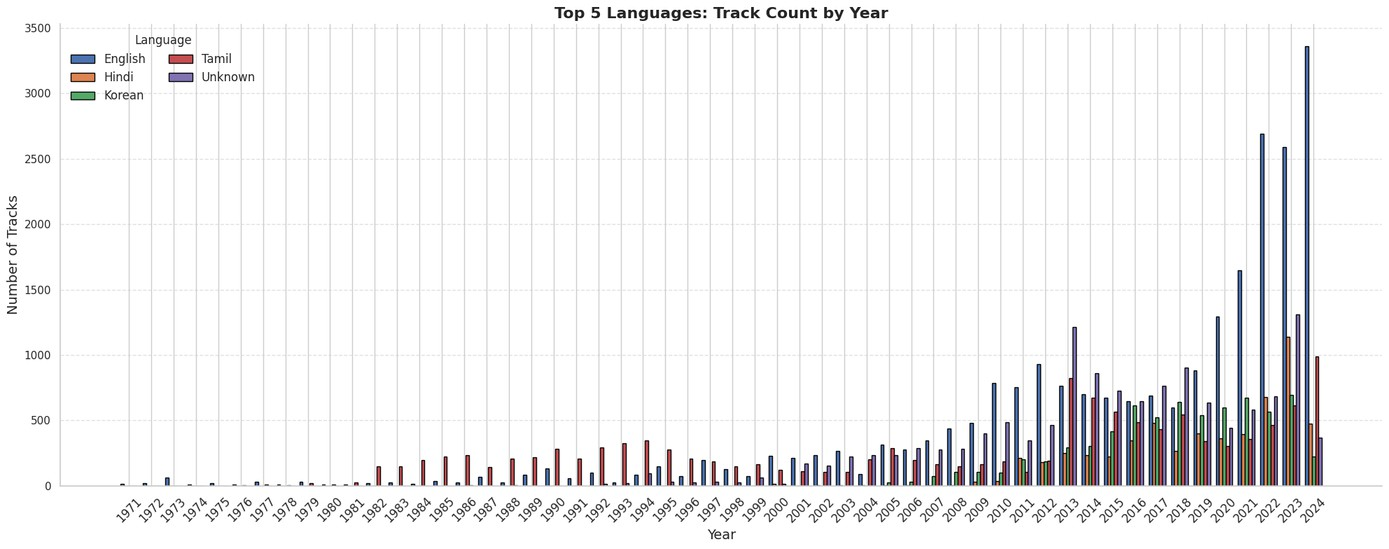 Top 5 Languages: Track Count by Year
Language
English
Hindi
Korean
Tamil
Unknown
Number of Tracks
3500
3000
2500
2000
1500
1000
500
0
1971 1972 1973 1974 1975 1976 1977 1978 1979 1980 1981 1982 1983 1984 1985 1986 1987 1988 1989 1990 1991 1992 1993 1994 1995 1996 1997 1998 1999 2000 2001 2002 2003 2004 2005 2006 2007 2008 2009 2010 2011 2012 2013 2014 2015 2016 2017 2018 2019 2020 2021 2022 2023 2024
Year